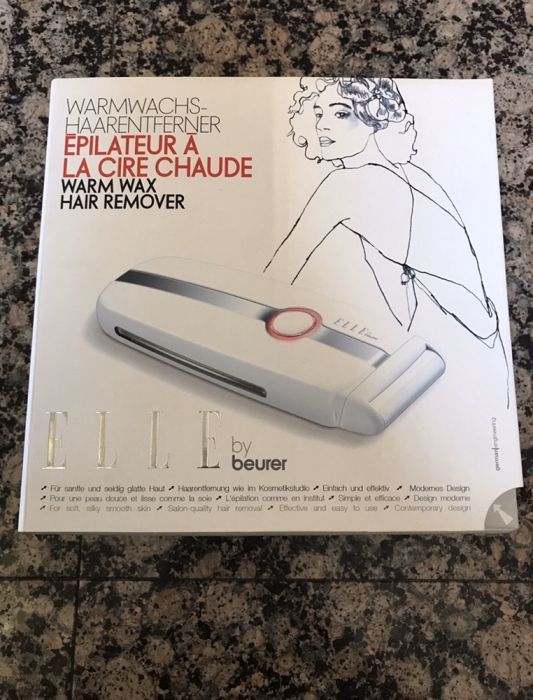 WARMWACHS-
HAARENTFERNER
ÉPILATEUR À
LA CIRE CHAUDE
WARM WAX
HAIR REMOVER
ELLE
ELLE by
beurer
Für sanfte und seidig glatte Haut Haarentfernung wie im Kosmetikstudio Einfach und effektiv Modernes Design
Pour une peau douce et lisse comme la soie L'épilation comme en institut Simple et efficace Design moderne
For soft, silky smooth skin Salon-quality hair removal Effective and easy to use Contemporary design